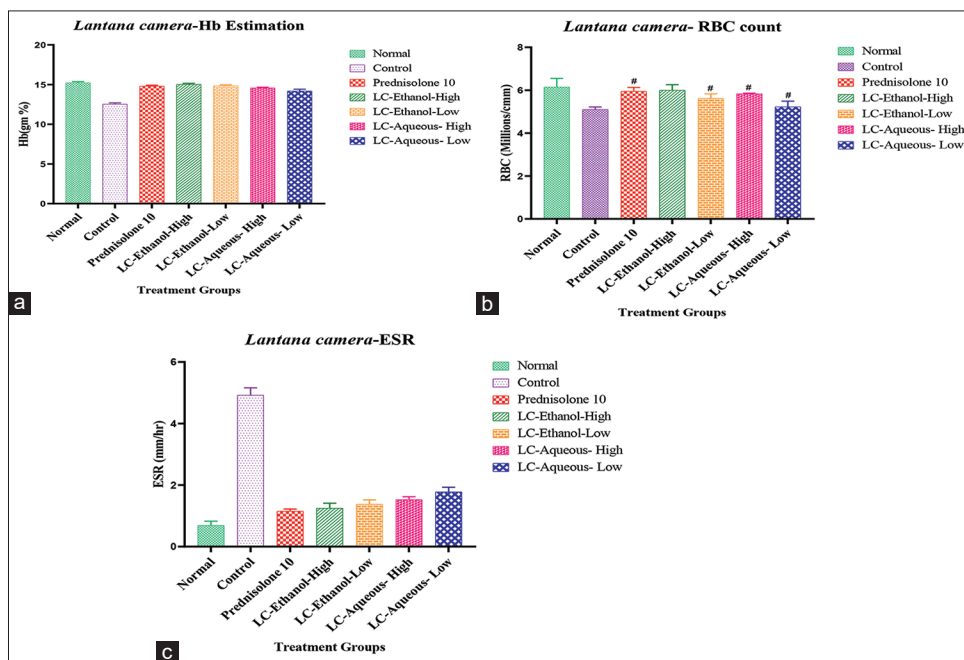 Lantana camera-Hb Estimation
20
15
10
5
0
Hb(gm %)
Normal
Control
Prednisolone 10
LC-Ethanol-High
LC-Ethanol-Low
LC-Aqueous- High
LC-Aqueous- Low
Treatment Groups
Normal
Control
Prednisolone 10
LC-Ethanol-High
LC-Ethanol-Low
LC-Aqueous- High
LC-Aqueous- Low
a
Lantana camera- RBC count
8
6
4
2
0
RBC (Millions/cmm)
#
#
#
#
Normal
Control
Prednisolone 10
LC-Ethanol-High
LC-Ethanol-Low
LC-Aqueous- High
LC-Aqueous- Low
Treatment Groups
Normal
Control
Prednisolone 10
LC-Ethanol-High
LC-Ethanol-Low
LC-Aqueous- High
LC-Aqueous- Low
b
Lantana camera-ESR
6
4
2
0
ESR (mm/hr)
Normal
Control
Prednisolone 10
LC-Ethanol-High
LC-Ethanol-Low
LC-Aqueous- High
LC-Aqueous- Low
Treatment Groups
Normal
Control
Prednisolone 10
LC-Ethanol-High
LC-Ethanol-Low
LC-Aqueous- High
LC-Aqueous- Low
c